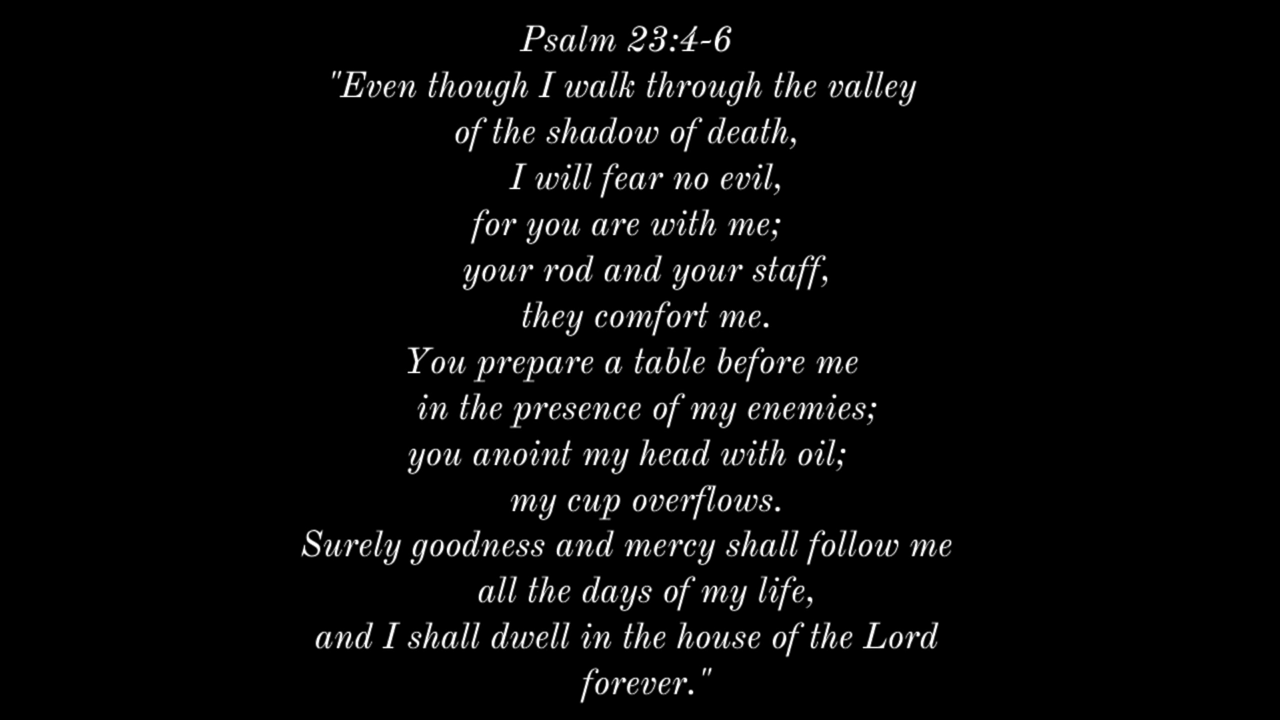 Psalm 23:4-6
"Even though I walk through the valley
of the shadow of death,
I will fear no evil,
for you are with me;
your rod and your staff,
they comfort me.
You prepare a table before me
in the presence of my enemies;
you anoint my head with oil;
my cup overflows.
Surely goodness and mercy shall follow me
all the days of my life,
and I shall dwell in the house of the Lord
forever."